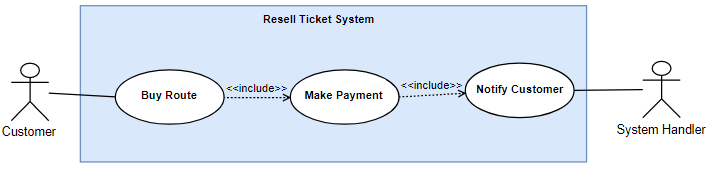 Resell Ticket System
Buy Route
<<include>>
Make Payment
<<include>>
Notify Customer
Customer
System Handler